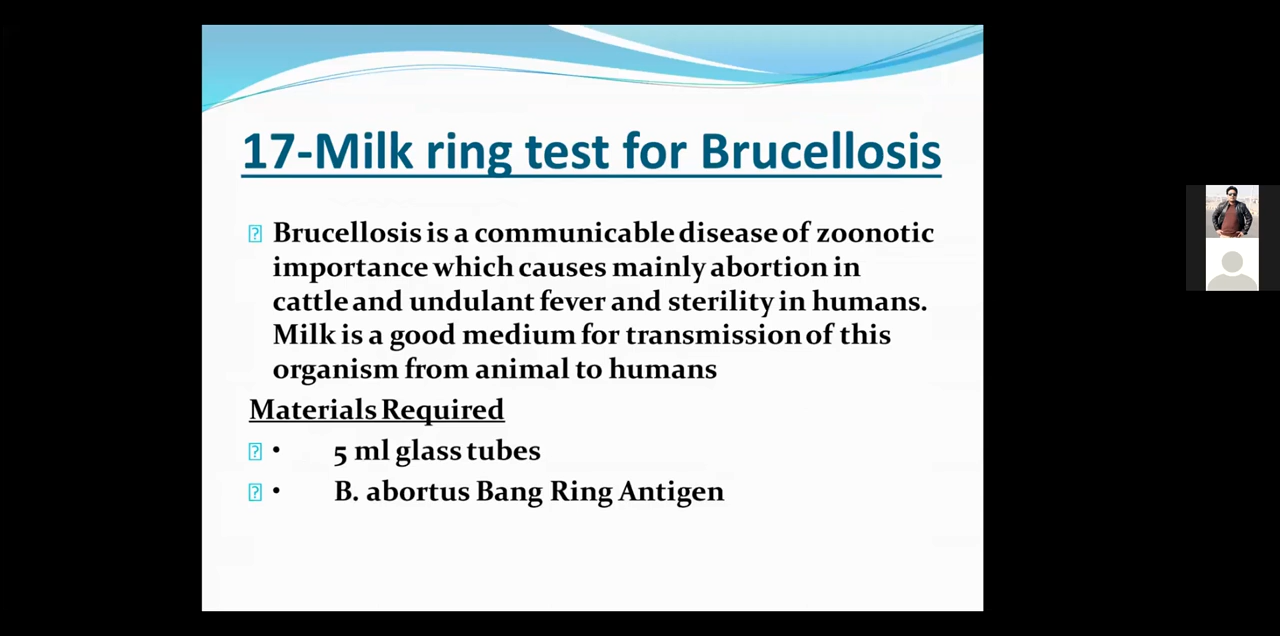 17-Milk ring test for Brucellosis
Brucellosis is a communicable disease of zoonotic
importance which causes mainly abortion in
cattle and undulant fever and sterility in humans.
Milk is a good medium for transmission of this
organism from animal to humans
Materials Required
• 5 ml glass tubes
• B. abortus Bang Ring Antigen